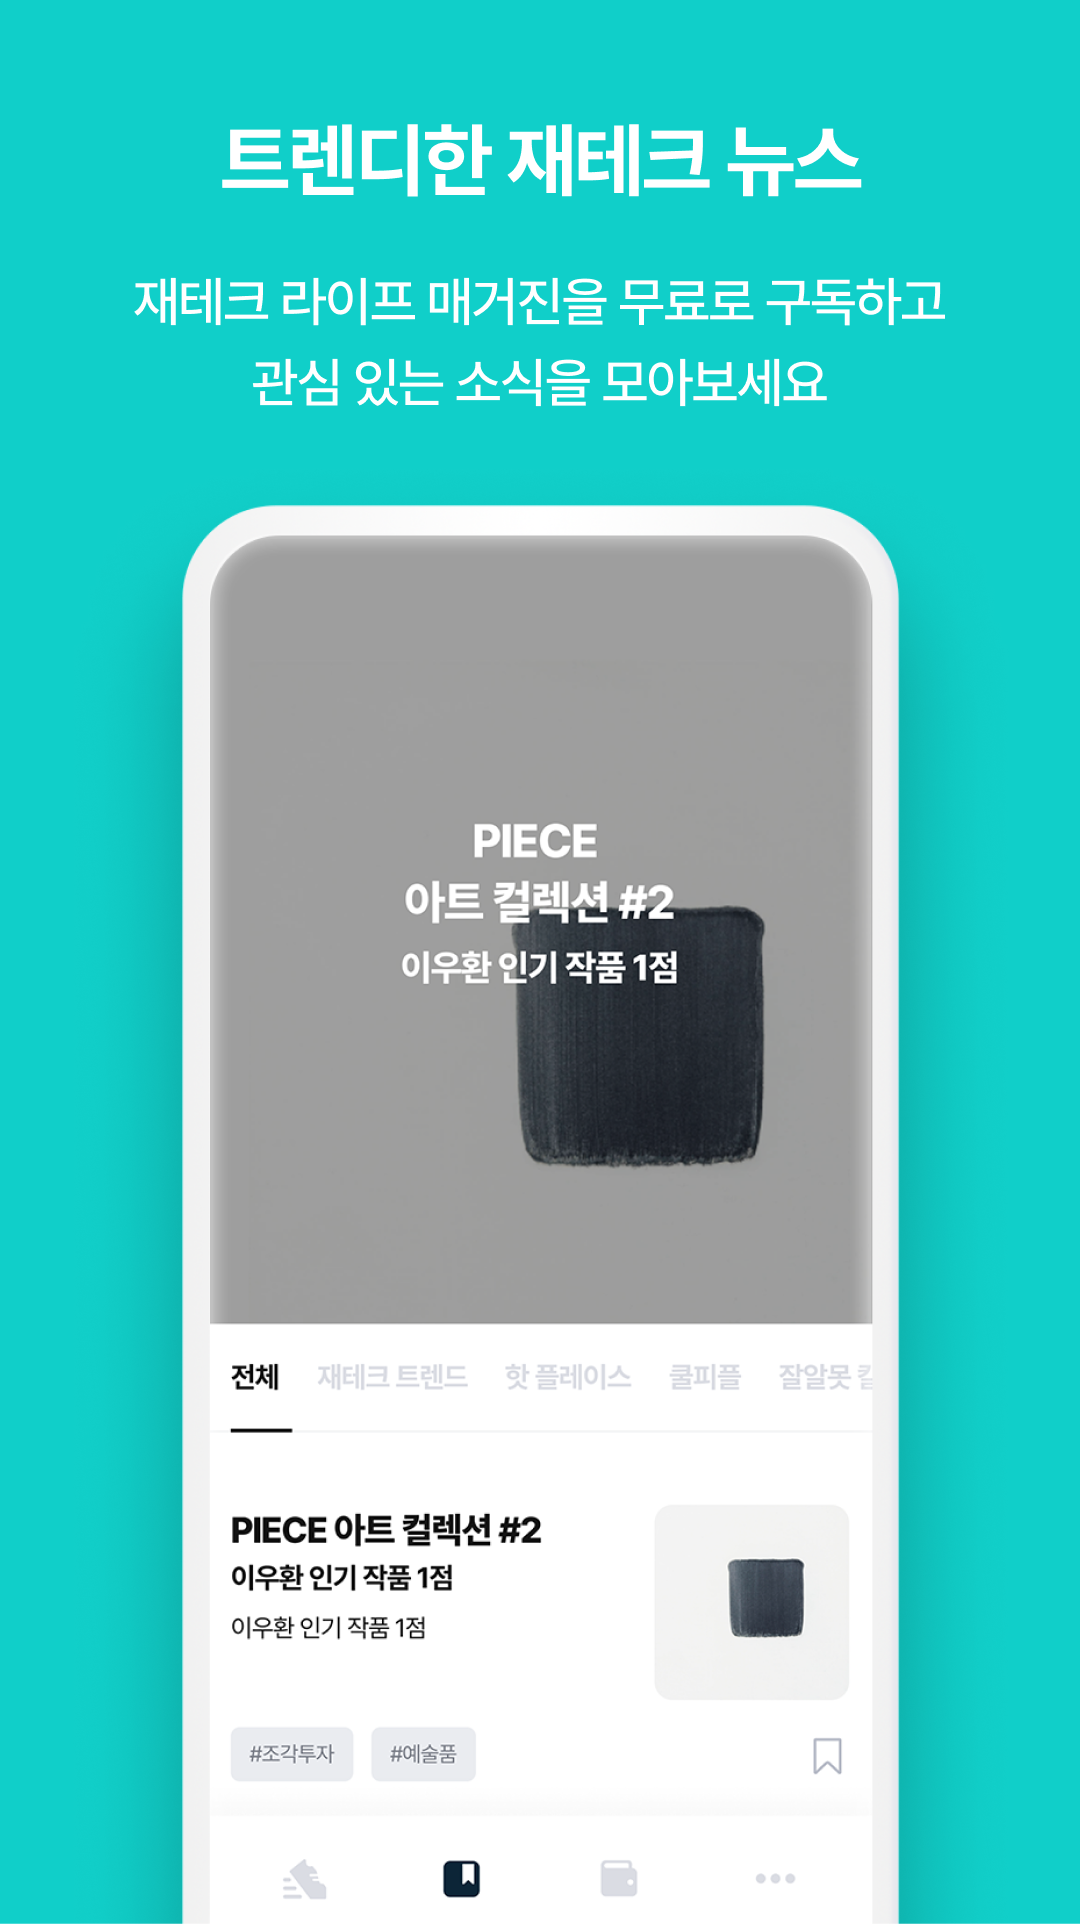 트렌디한 재테크 뉴스
재테크 라이프 매거진을 무료로 구독하고
관심 있는 소식을 모아보세요
PIECE
아트 컬렉션 #2
이우환 인기 작품 1점
전체 재테크 트렌드 핫 플레이스 쿨피플 잘알못
PIECE 아트 컬렉션 #2
이우환 인기 작품 1점
이우환 인기 작품 1점
#조각투자 #예술품